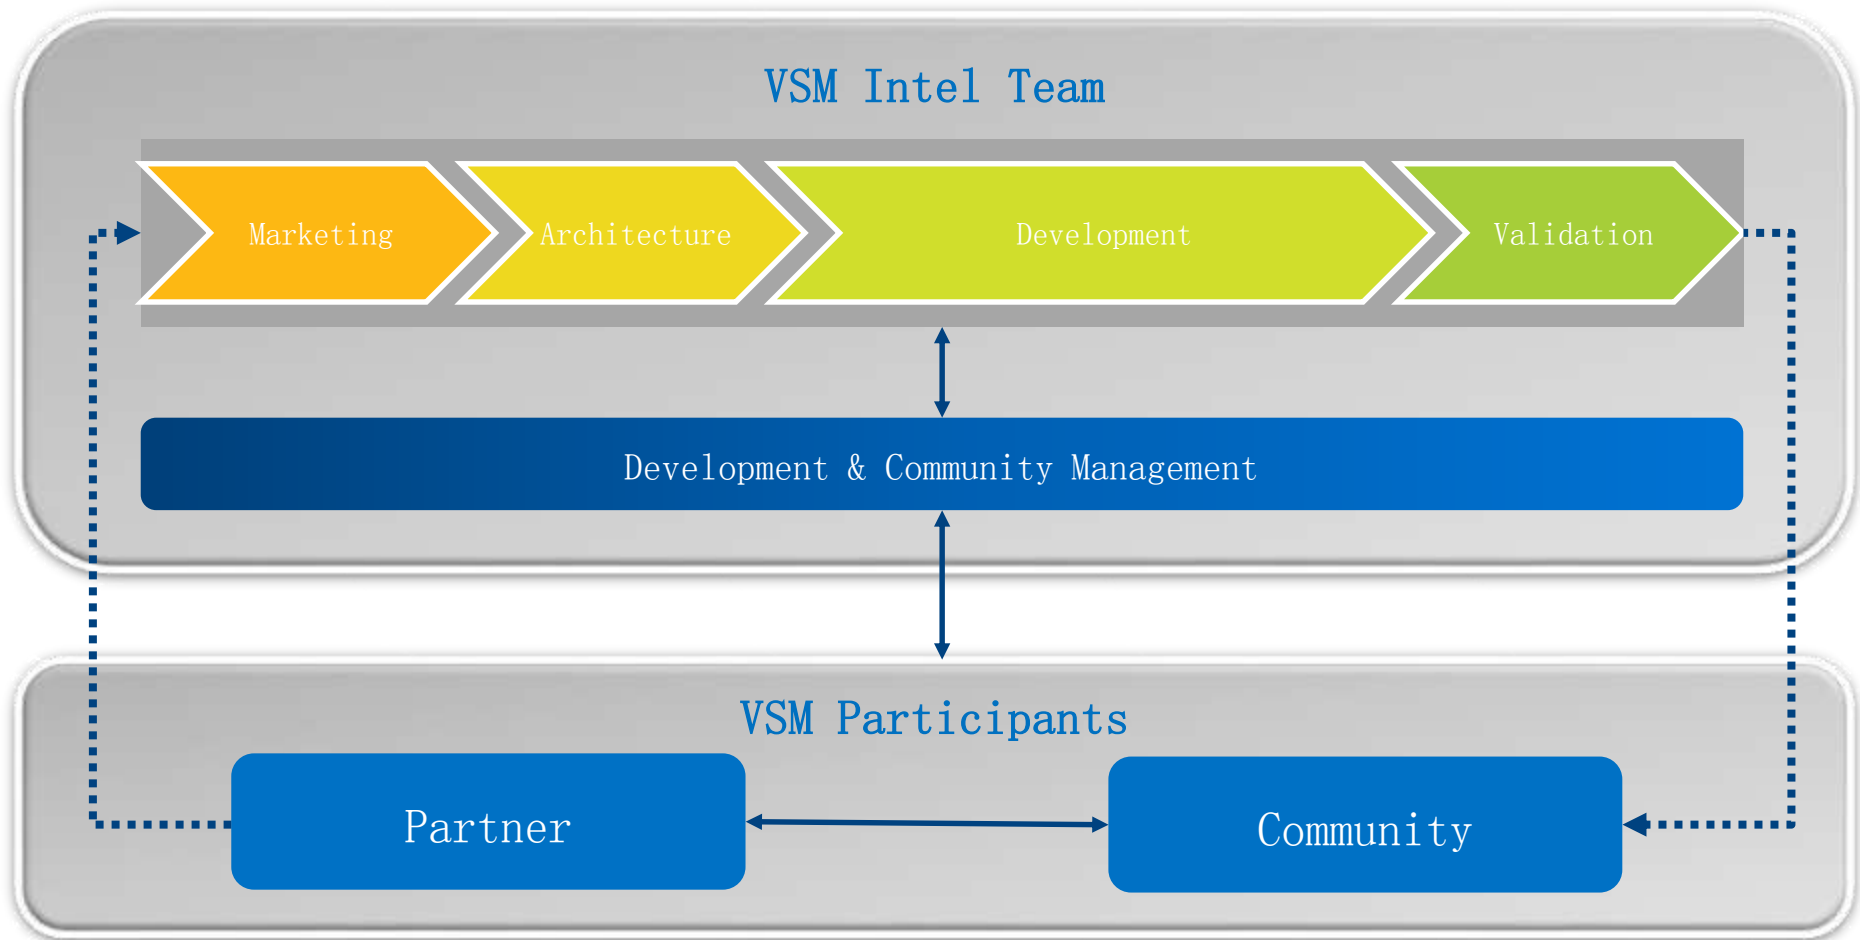 VSM Intel Team
Marketing
Architecture
Development
Validation
Development & Community Management
VSM Participants
Partner
Community